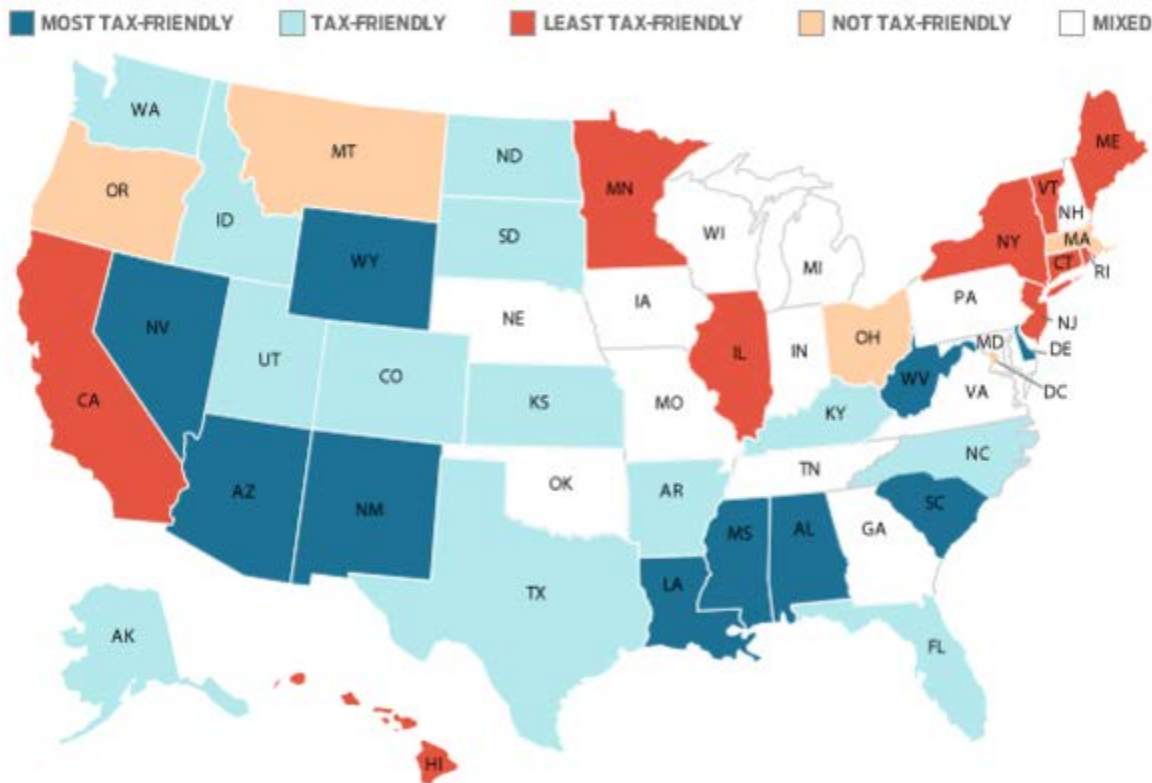 MOST TAX-FRIENDLY TAX-FRIENDLY LEAST TAX-FRIENDLY NOT TAX-FRIENDLY MIXED
WA
MT
ND
MN
ME
VT
OR
ID
SD
WI
NH
NY
MA
WY
MI
CT
RI
IA
PA
NV
NE
NJ
UT
CO
IL
IN
OH
MD
DE
WV
DC
CA
KS
MO
VA
KY
NC
AZ
NM
OK
TN
AR
SC
MS
AL
GA
LA
TX
AK
FL
HI